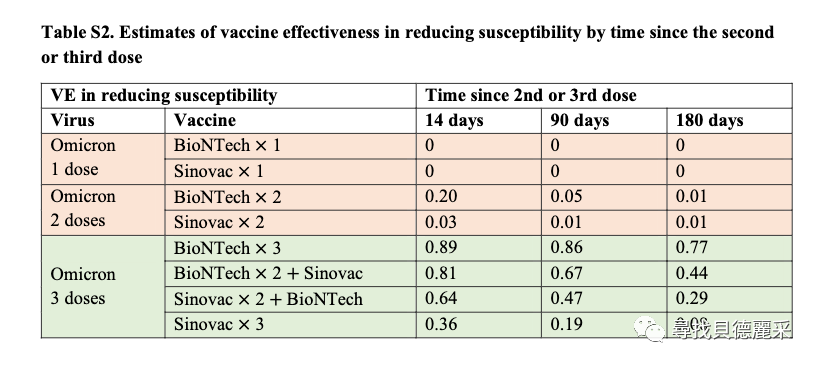 Table S2. Estimates of vaccine effectiveness in reducing susceptibility by time since the second
or third dose
VE in reducing susceptibility Time since 2nd or 3rd dose
Virus Vaccine 14 days 90 days 180 days
Omicron 1 dose BioNTech × 1 0 0 0
Sinovac × 1 0 0 0
Omicron 2 doses BioNTech × 2 0.20 0.05 0.01
Sinovac × 2 0.03 0.01 0.01
Omicron 3 doses BioNTech × 3 0.89 0.86 0.77
BioNTech × 2 + Sinovac 0.81 0.67 0.44
Sinovac × 2 + BioNTech 0.64 0.47 0.29
Sinovac × 3 0.36 0.19
尋找貝德麗采